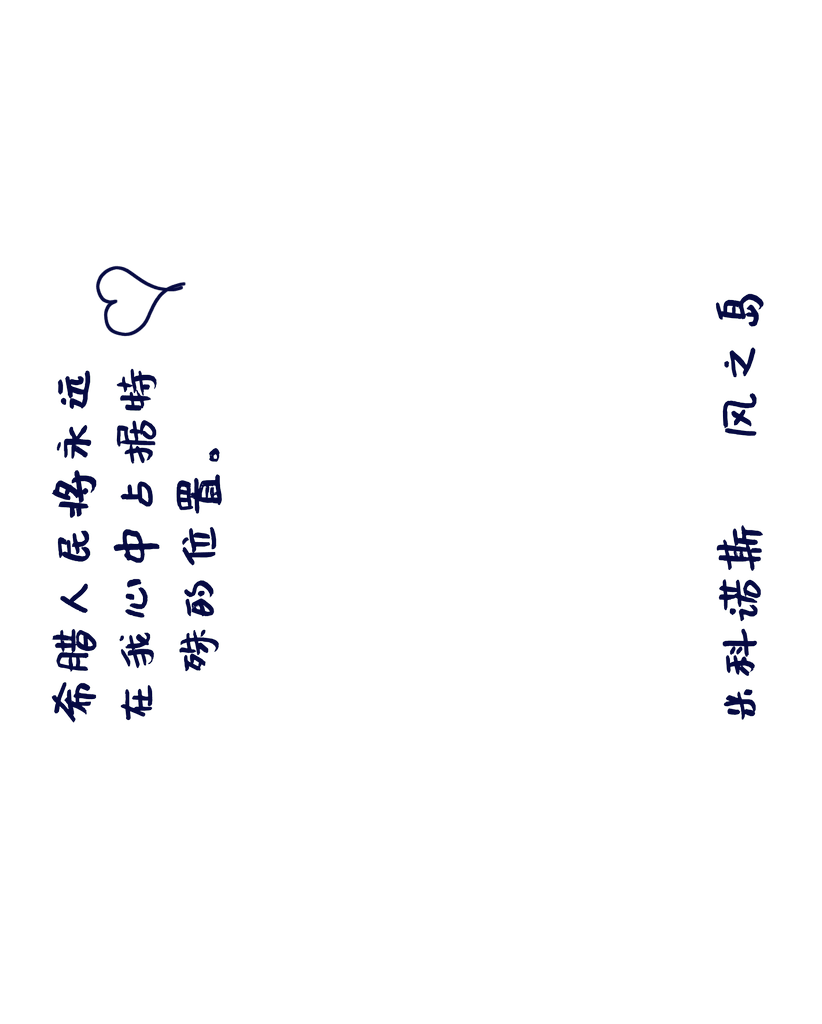 希腊人民将永远
在我心中占据特
殊的位置。
米科诺斯 风之岛